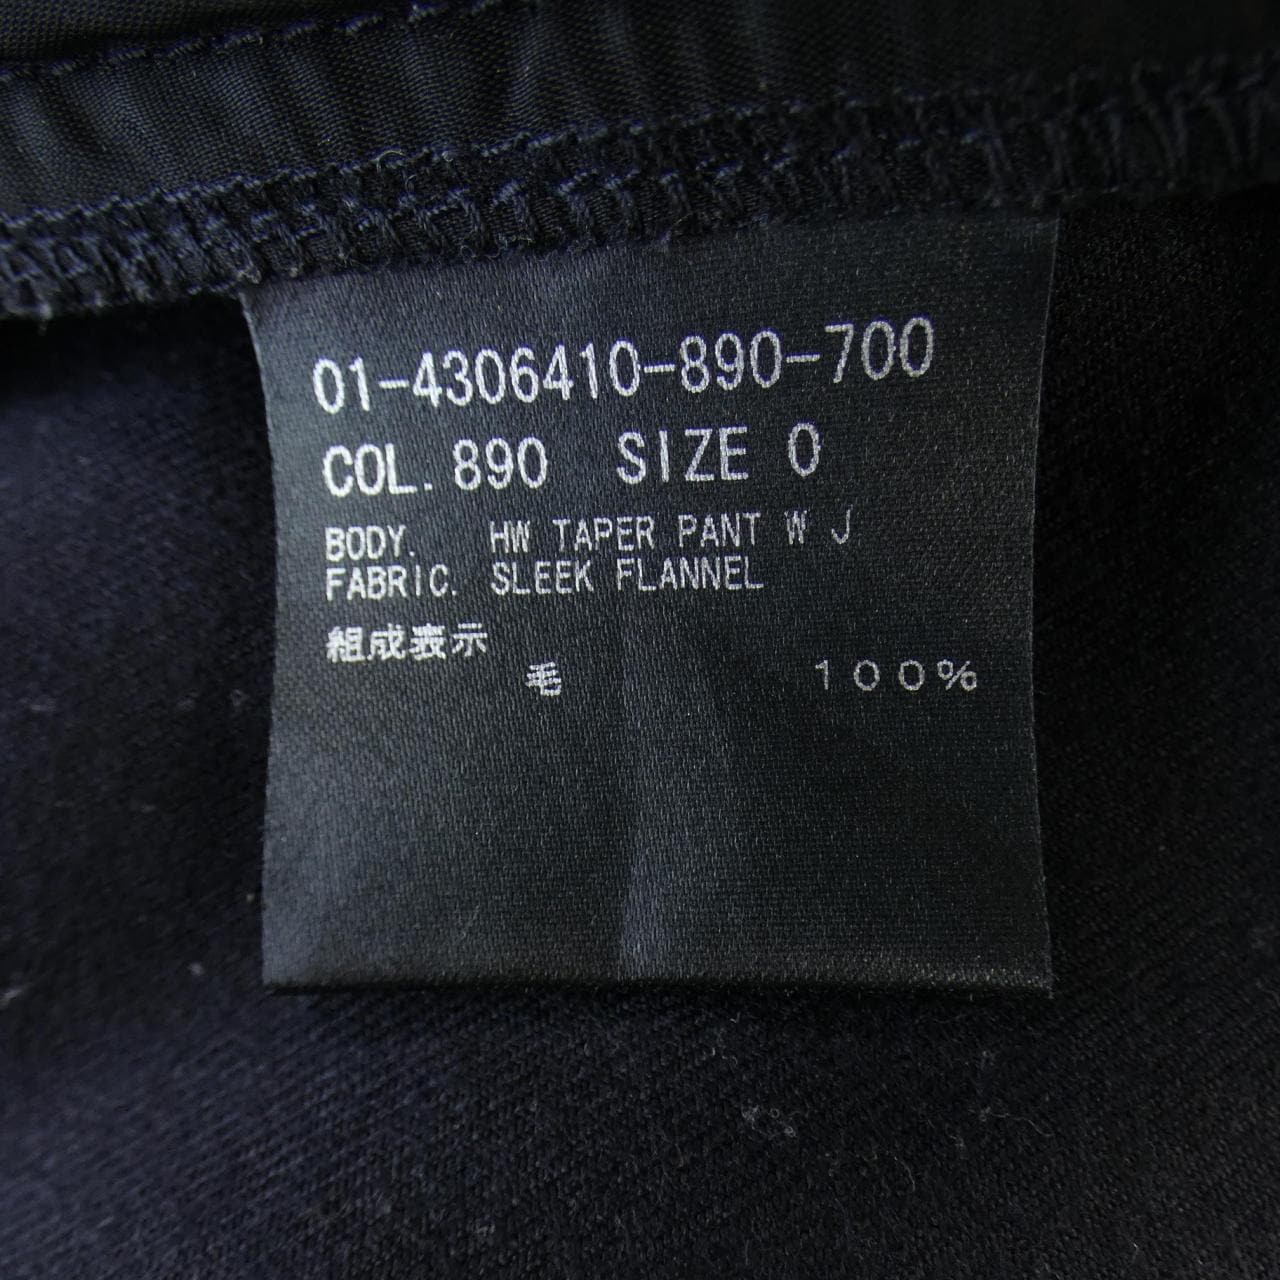 01-4306410-890-700
COL. 890 SIZE 0
BODY. HW TAPER PANT W J
FABRIC. SLEEK FLANNEL
組成表示
毛 100%